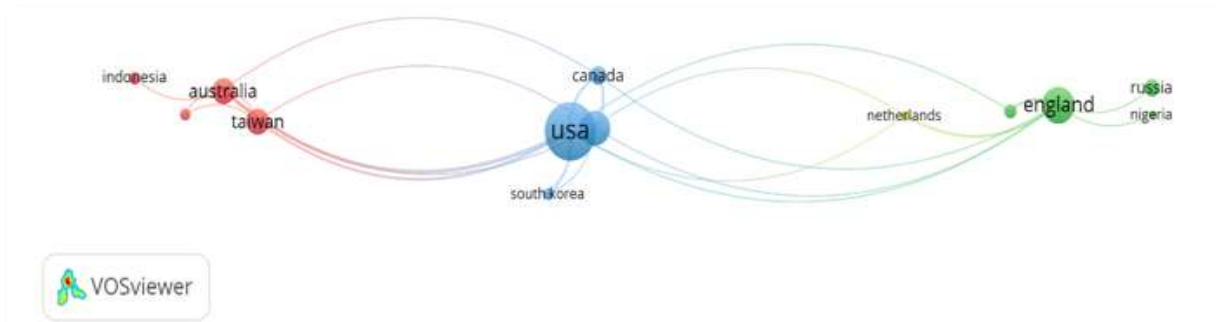 indonesia
australia
taiwan
canada
usa
south korea
netherlands
england
russia
nigeria
VOSviewer